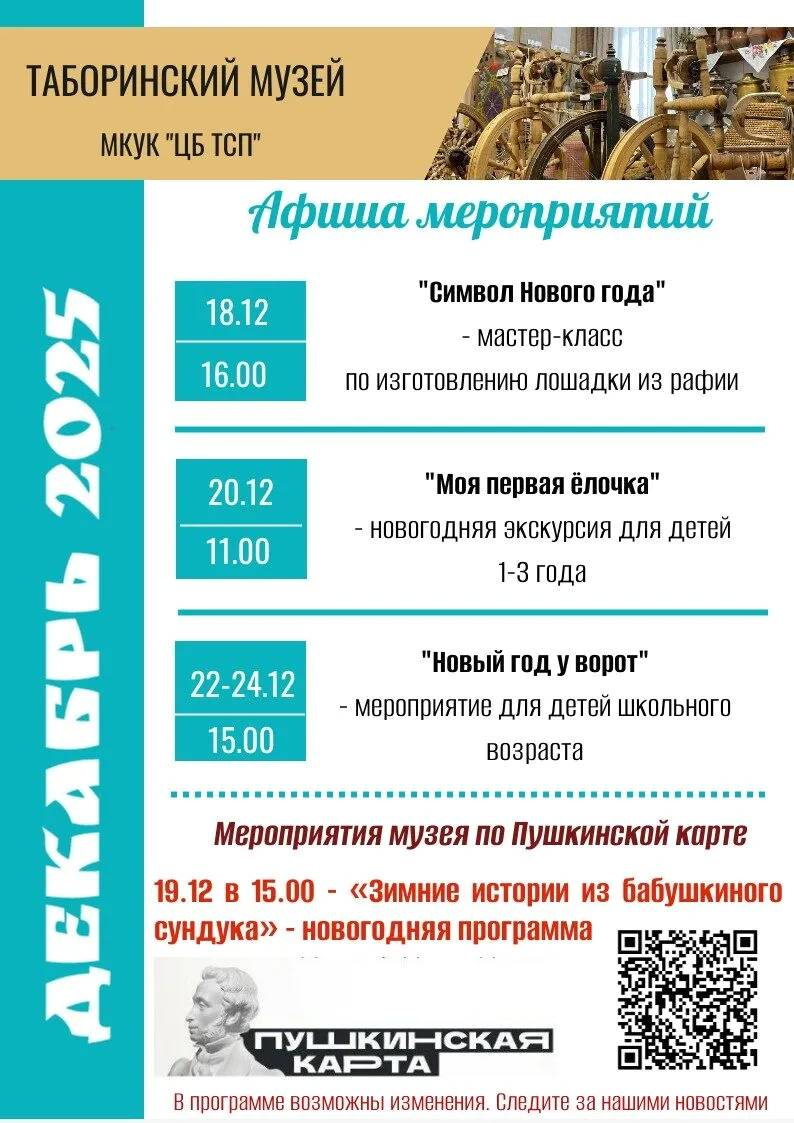 ТАБОРИНСКИЙ МУЗЕЙ
МКУК "ЦБ ТСП"
Афиша мероприятий
ДЕКАБРЬ 2025
18.12
16.00
"Символ Нового года"
- мастер-класс
по изготовлению лошадки из рафии
20.12
11.00
"Моя первая ёлочка"
- новогодняя экскурсия для детей
1-3 года
22-24.12
15.00
"Новый год у ворот"
- мероприятие для детей школьного
возраста
Мероприятия музея по Пушкинской карте
19.12 в 15.00 - «Зимние истории из бабушкиного
сундука» - новогодняя программа
ПУШКИНСКАЯ
КАРТА
В программе возможны изменения. Следите за нашими новостями